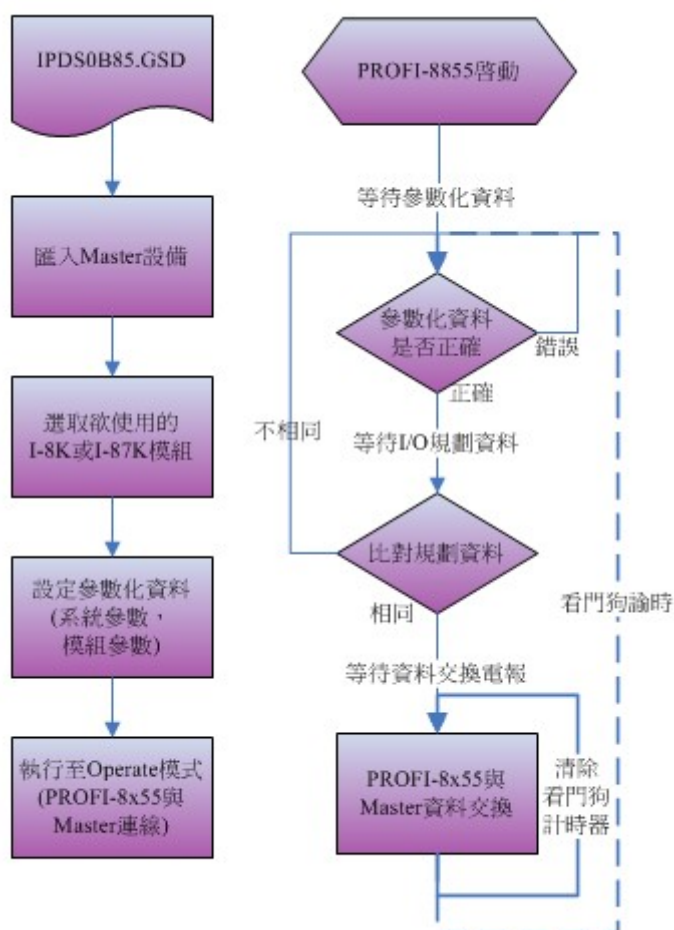 IPDS0B85.GSD
匯入Master設備
選取欲使用的
I-8K或I-87K模組
設定參數化資料
(系統參數，
模組參數)
執行至Operate模式
(PROFI-8x55與
Master連線)
PROFI-8855啓動
等待參數化資料
參數化資料
是否正確
錯誤
正確
不相同
等待I/O規劃資料
比對規劃資料
相同
看門狗諭時
等待資料交換電報
PROFI-8x55與
Master資料交換
清除
看門狗
計時器